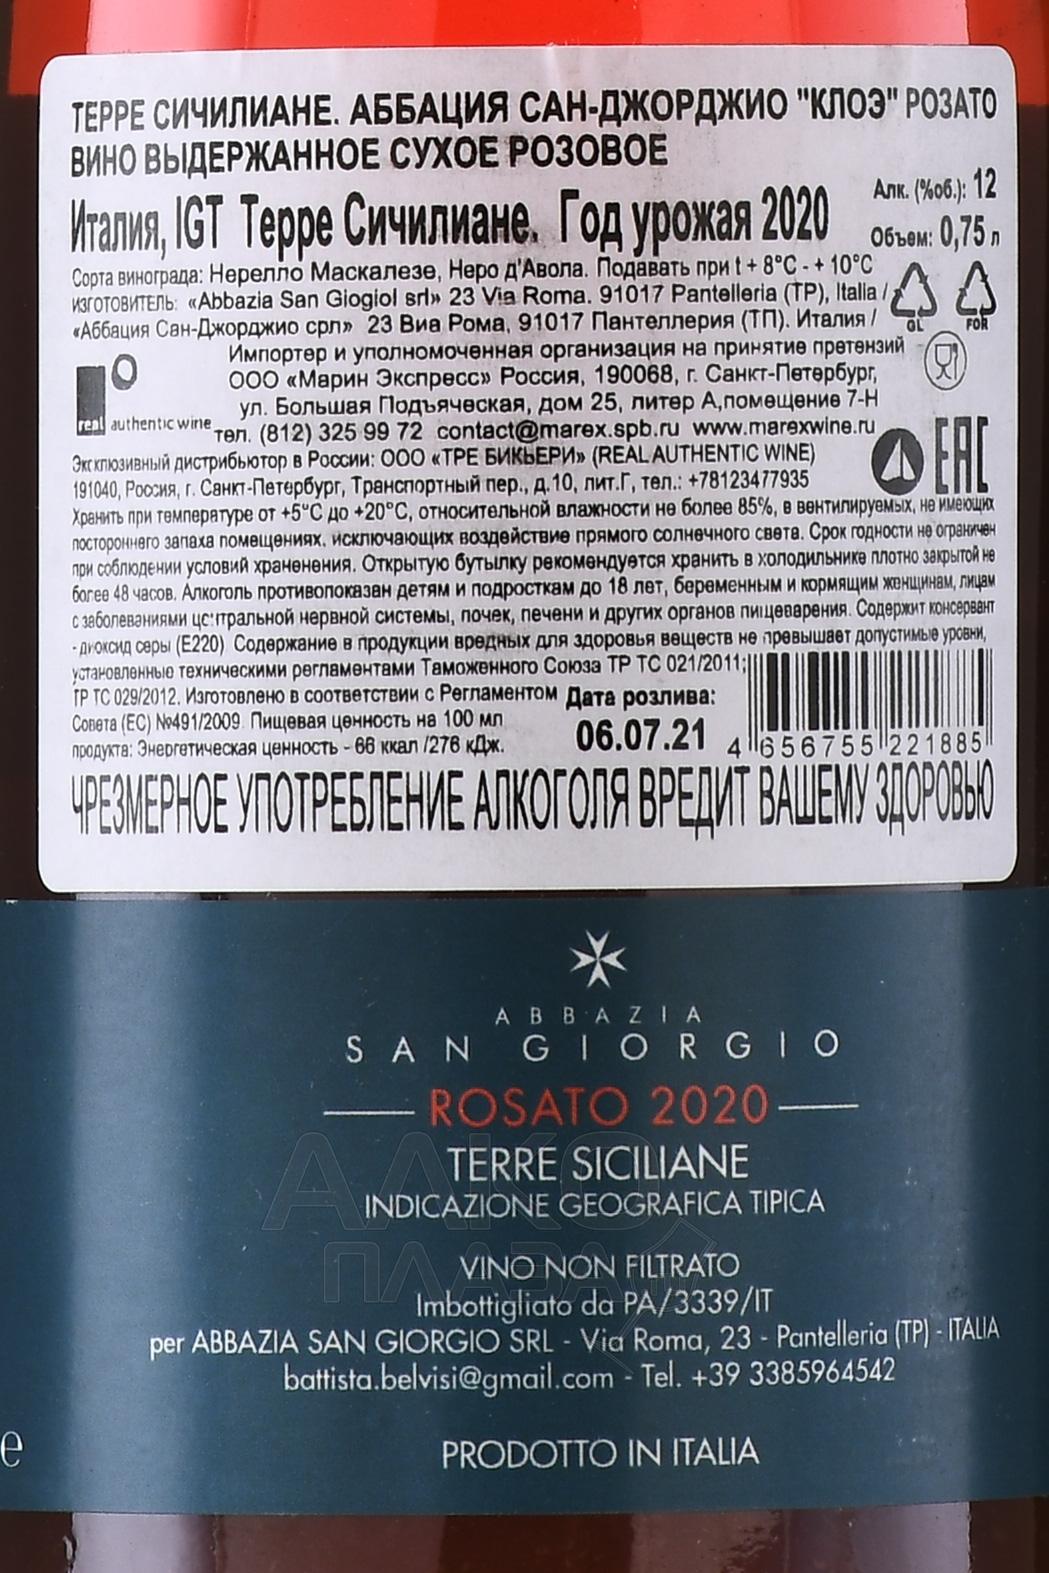 ТЕРРЕ СИЧИЛИАНЕ. АББАЦИЯ САН-ДЖОРДЖИО "КЛОЭ" РОЗАТО
ВИНО ВЫДЕРЖАННОЕ СУХОЕ РОЗОВОЕ
Алк. (%об.): 12
Италия, IGT Терре Сичилиане. Год урожая 2020
Объем: 0,75 л
Сорта винограда: Нерелло Маскалезе, Неро д'Авола. Подавать при t + 8°C - + 10°C
ИЗГОТОВИТЕЛЬ: «Abbazia San Giogiol srl» 23 Via Roma. 91017 Pantelleria (TP), Italia /
«Аббация Сан-Джорджио срл» 23 Виа Рома, 91017 Пантеллерия (ТП). Италия /
GL FOR
Импортер и уполномоченная организация на принятие претензий
ООО «Марин Экспресс» Россия, 190068, г. Санкт-Петербург,
ул. Большая Подъяческая, дом 25, литер А,помещение 7-Н
real authentic wine
тел. (812) 325 99 72 contact@marex.spb.ru www.marexwine.ru
EAC
Эксклюзивный дистрибьютор в России: ООО «ТРЕ БИКЬЕРИ» (REAL AUTHENTIC WINE)
191040, Россия, г. Санкт-Петербург, Транспортный пер., д.10, лит.Г, тел.: +78123477935
Хранить при температуре от +5°C до +20°C, относительной влажности не более 85%, в вентилируемых, не имеющих
постороннего запаха помещениях, исключающих воздействие прямого солнечного света. Срок годности не ограничен
при соблюдении условий храненения. Открытую бутылку рекомендуется хранить в холодильнике плотно закрытой не
более 48 часов. Алкоголь противопоказан детям и подросткам до 18 лет, беременным и кормящим женщинам, лицам
с заболеваниями центральной нервной системы, почек, печени и других органов пищеварения. Содержит консервант
- диоксид серы (Е220) Содержание в продукции вредных для здоровья веществ не превышает допустимые уровни,
установленные техническими регламентами Таможенного Союза ТР ТС 021/2011;
ТР ТС 029/2012. Изготовлено в соответствии с Регламентом
Совета (ЕС) №491/2009. Пищевая ценность на 100 мл
продукта: Энергетическая ценность - 66 ккал /276 кДж.
Дата розлива:
06.07.21
4 656755 221885
ЧРЕЗМЕРНОЕ УПОТРЕБЛЕНИЕ АЛКОГОЛЯ ВРЕДИТ ВАШЕМУ ЗДОРОВЬЮ
ABBAZIA
SAN GIORGIO
ROSATO 2020
TERRE SICILIANE
INDICAZIONE GEOGRAFICA TIPICA
АЛКО
ПЛАЗА
VINO NON FILTRATO
Imbottigliato da PA/3339/IT
per ABBAZIA SAN GIORGIO SRL - Via Roma, 23 - Pantelleria (TP) - ITALIA
battista.belvisi@gmail.com - Tel. +39 3385964542
e
PRODOTTO IN ITALIA